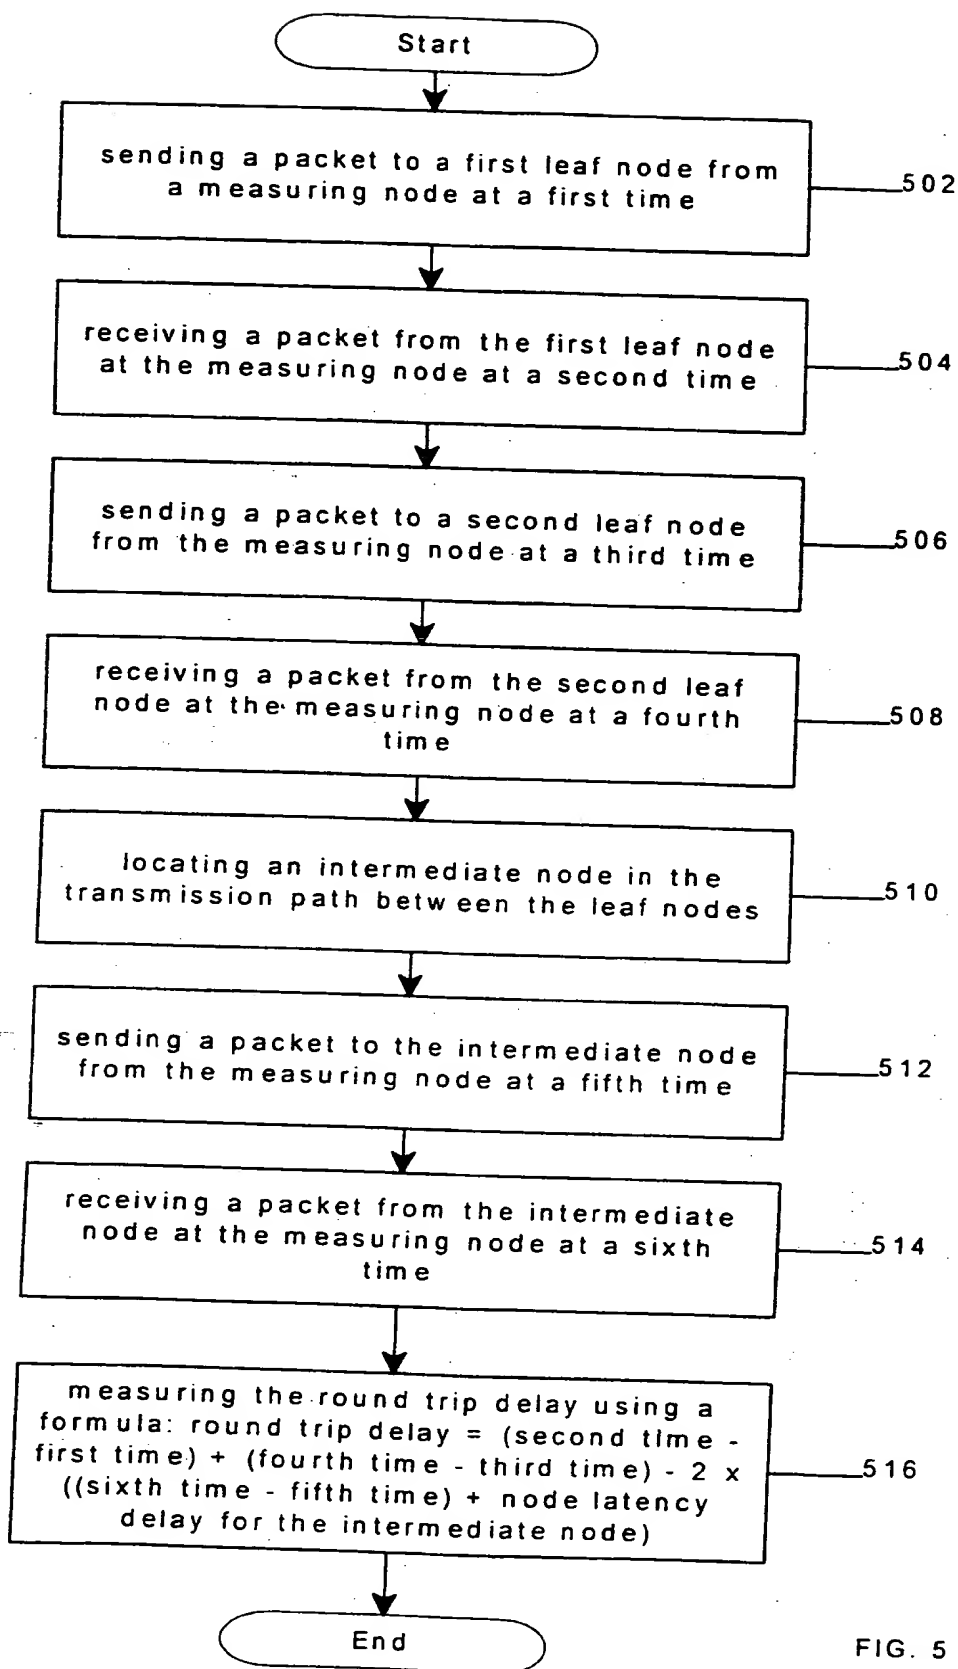 Start
sending a packet to a first leaf node from
a measuring node at a first time
502
receiving a packet from the first leaf node
at the measuring node at a second time
504
sending a packet to a second leaf node
from the measuring node at a third time
506
receiving a packet from the second leaf
node at the measuring node at a fourth
time
508
locating an intermediate node in the
transmission path between the leaf nodes
510
sending a packet to the intermediate node
from the measuring node at a fifth time
512
receiving a packet from the intermediate
node at the measuring node at a sixth
time
514
measuring the round trip delay using a
formula: round trip delay = (second time -
first time) + (fourth time - third time) - 2 x
((sixth time - fifth time) + node latency
delay for the intermediate node)
516
End
FIG. 5